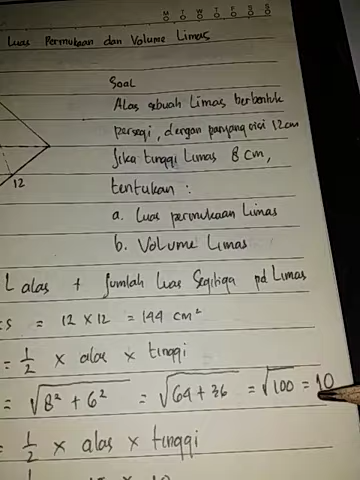 M T W T F S S
Luas Permukaan dan Volume Limas
Soal
Alas sebuah Limas berbentuk
persegi, dengan panjang sisi 12 cm
Jika tinggi Limas 8 cm,
12
tentukan :
a. Luas permukaan Limas
b. Volume Limas
L alas + Jumlah Luas Segitiga pd Limas
s = 12 × 12 = 144 cm²
= 1/2 × alas × tinggi
= √8² + 6² = √64 + 36 = √100 = 10
= 1/2 × alas × tinggi